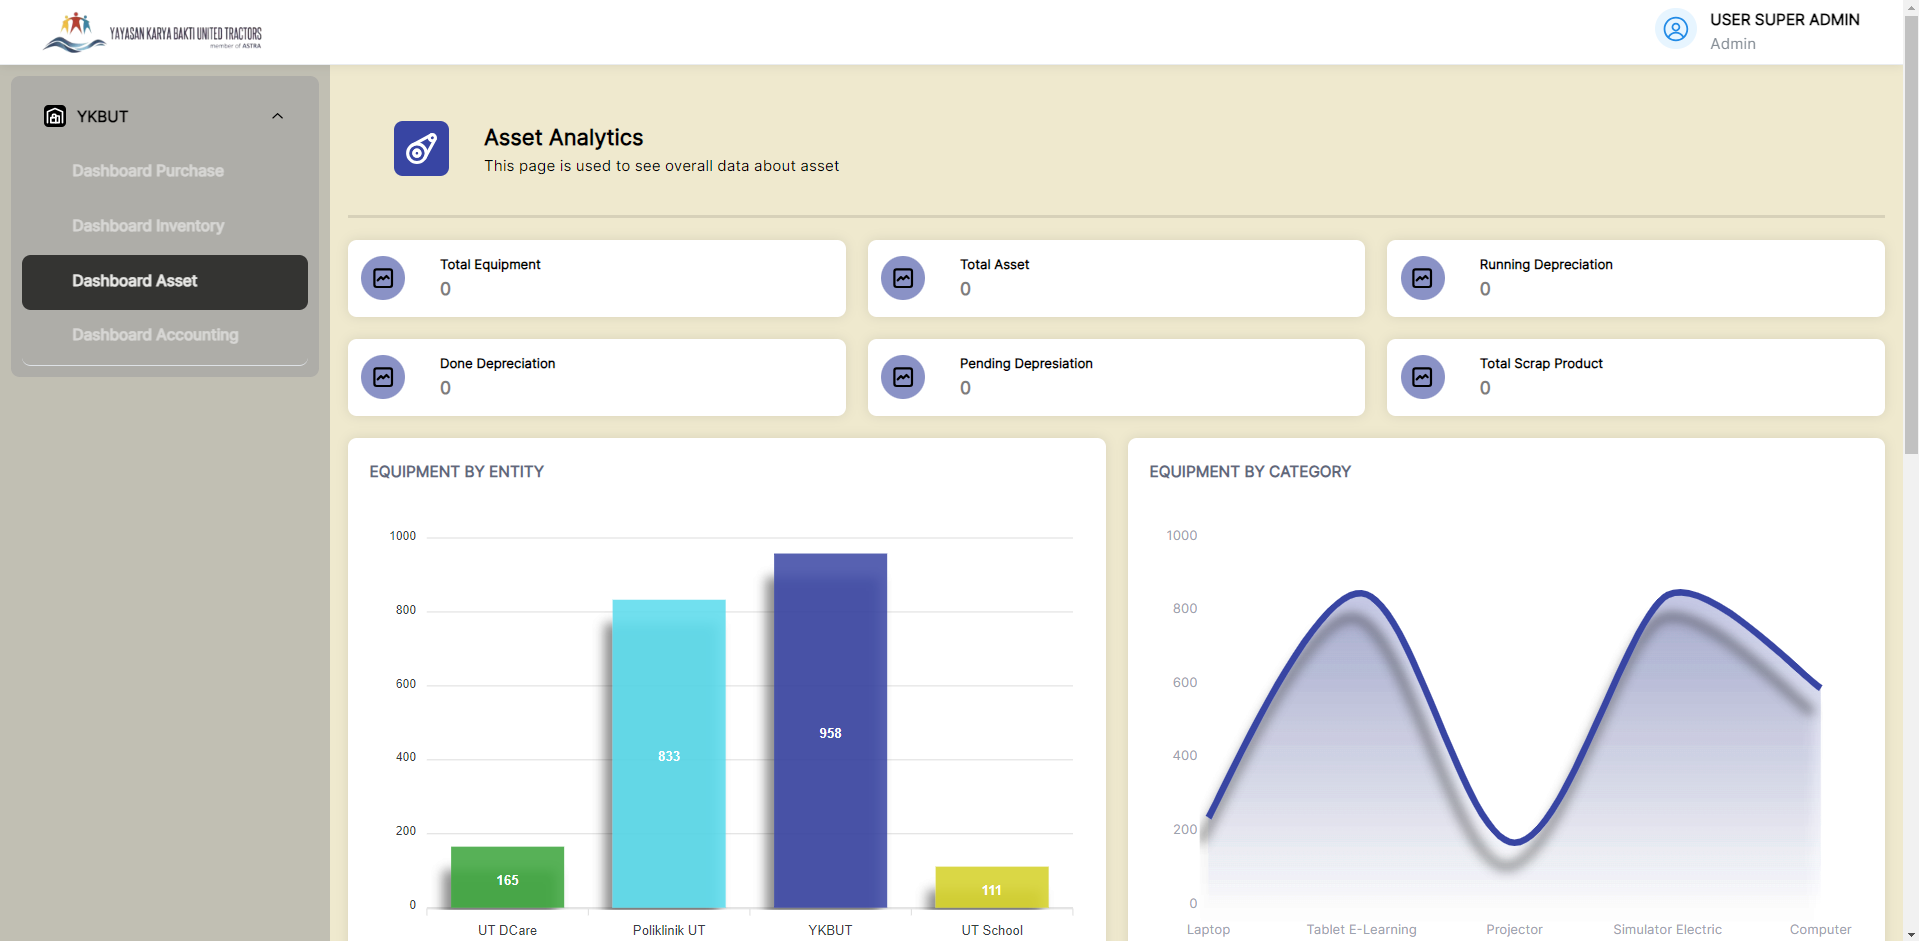 YAYASAN KARYA BAKTI UNITED TRACTORS
member of ASTRA
USER SUPER ADMIN
Admin
YKBUT
Dashboard Purchase
Dashboard Inventory
Dashboard Asset
Dashboard Accounting
Asset Analytics
This page is used to see overall data about asset
Total Equipment
0
Total Asset
0
Running Depreciation
0
Done Depreciation
0
Pending Depresiation
0
Total Scrap Product
0
EQUIPMENT BY ENTITY
1000
800
600
400
200
0
165
833
958
111
UT DCare
Poliklinik UT
YKBUT
UT School
EQUIPMENT BY CATEGORY
1000
800
600
400
200
0
Laptop
Tablet E-Learning
Projector
Simulator Electric
Computer